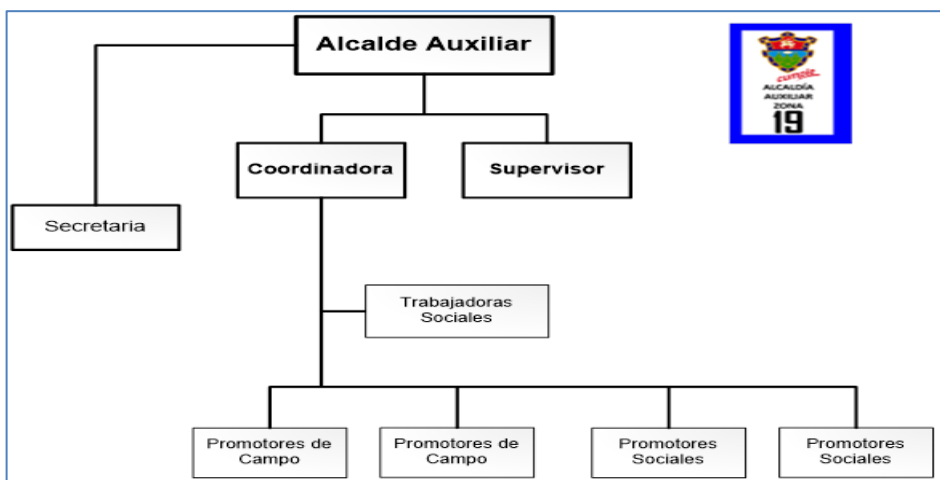 Alcalde Auxiliar
cumple
ALCALDÍA
AUXILIAR
ZONA
19
Coordinadora
Supervisor
Secretaria
Trabajadoras
Sociales
Promotores de
Campo
Promotores de
Campo
Promotores
Sociales
Promotores
Sociales